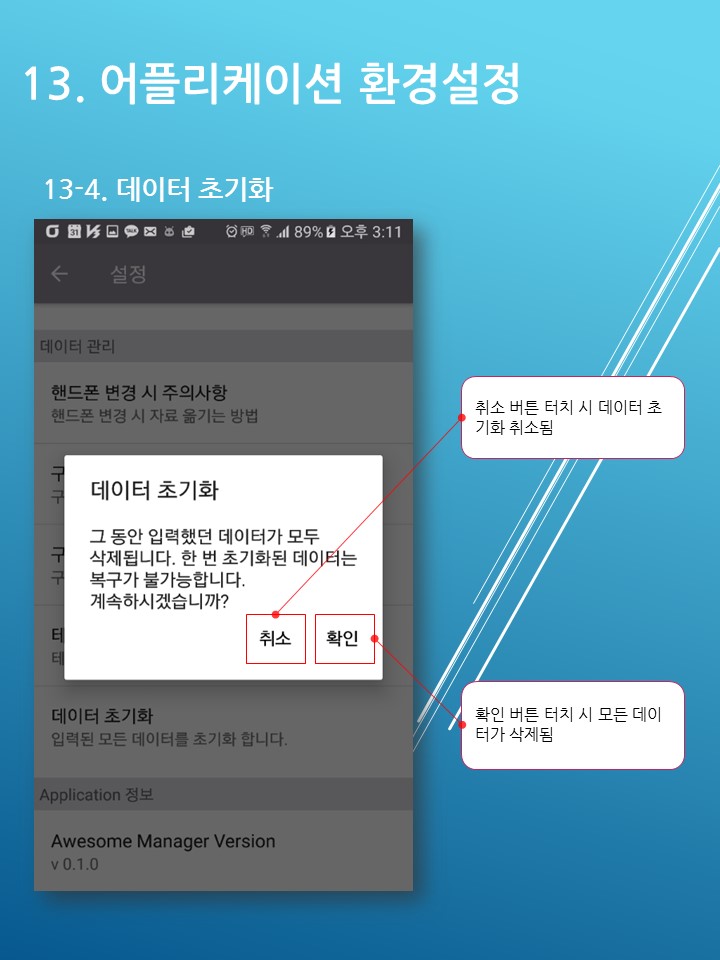 13. 어플리케이션 환경설정
13-4. 데이터 초기화
31
TALK
HD
89%
오후 3:11
설정
데이터 관리
핸드폰 변경 시 주의사항
핸드폰 변경 시 자료 옮기는 방법
구
구
구
구
테
테
데이터 초기화
그 동안 입력했던 데이터가 모두
삭제됩니다. 한 번 초기화된 데이터는
복구가 불가능합니다.
계속하시겠습니까?
취소
확인
데이터 초기화
입력된 모든 데이터를 초기화 합니다.
Application 정보
Awesome Manager Version
v 0.1.0
취소 버튼 터치 시 데이터 초
기화 취소됨
확인 버튼 터치 시 모든 데이
터가 삭제됨